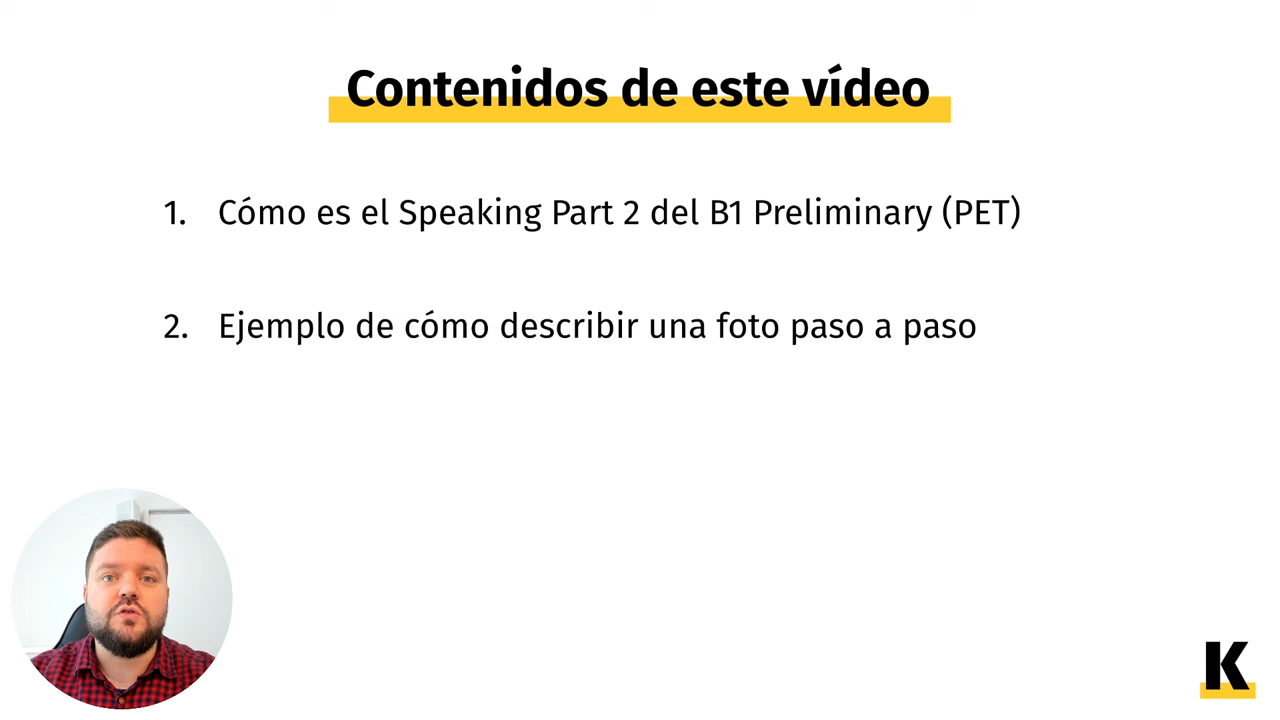 Contenidos de este vídeo
1. Cómo es el Speaking Part 2 del B1 Preliminary (PET)
2. Ejemplo de cómo describir una foto paso a paso
K